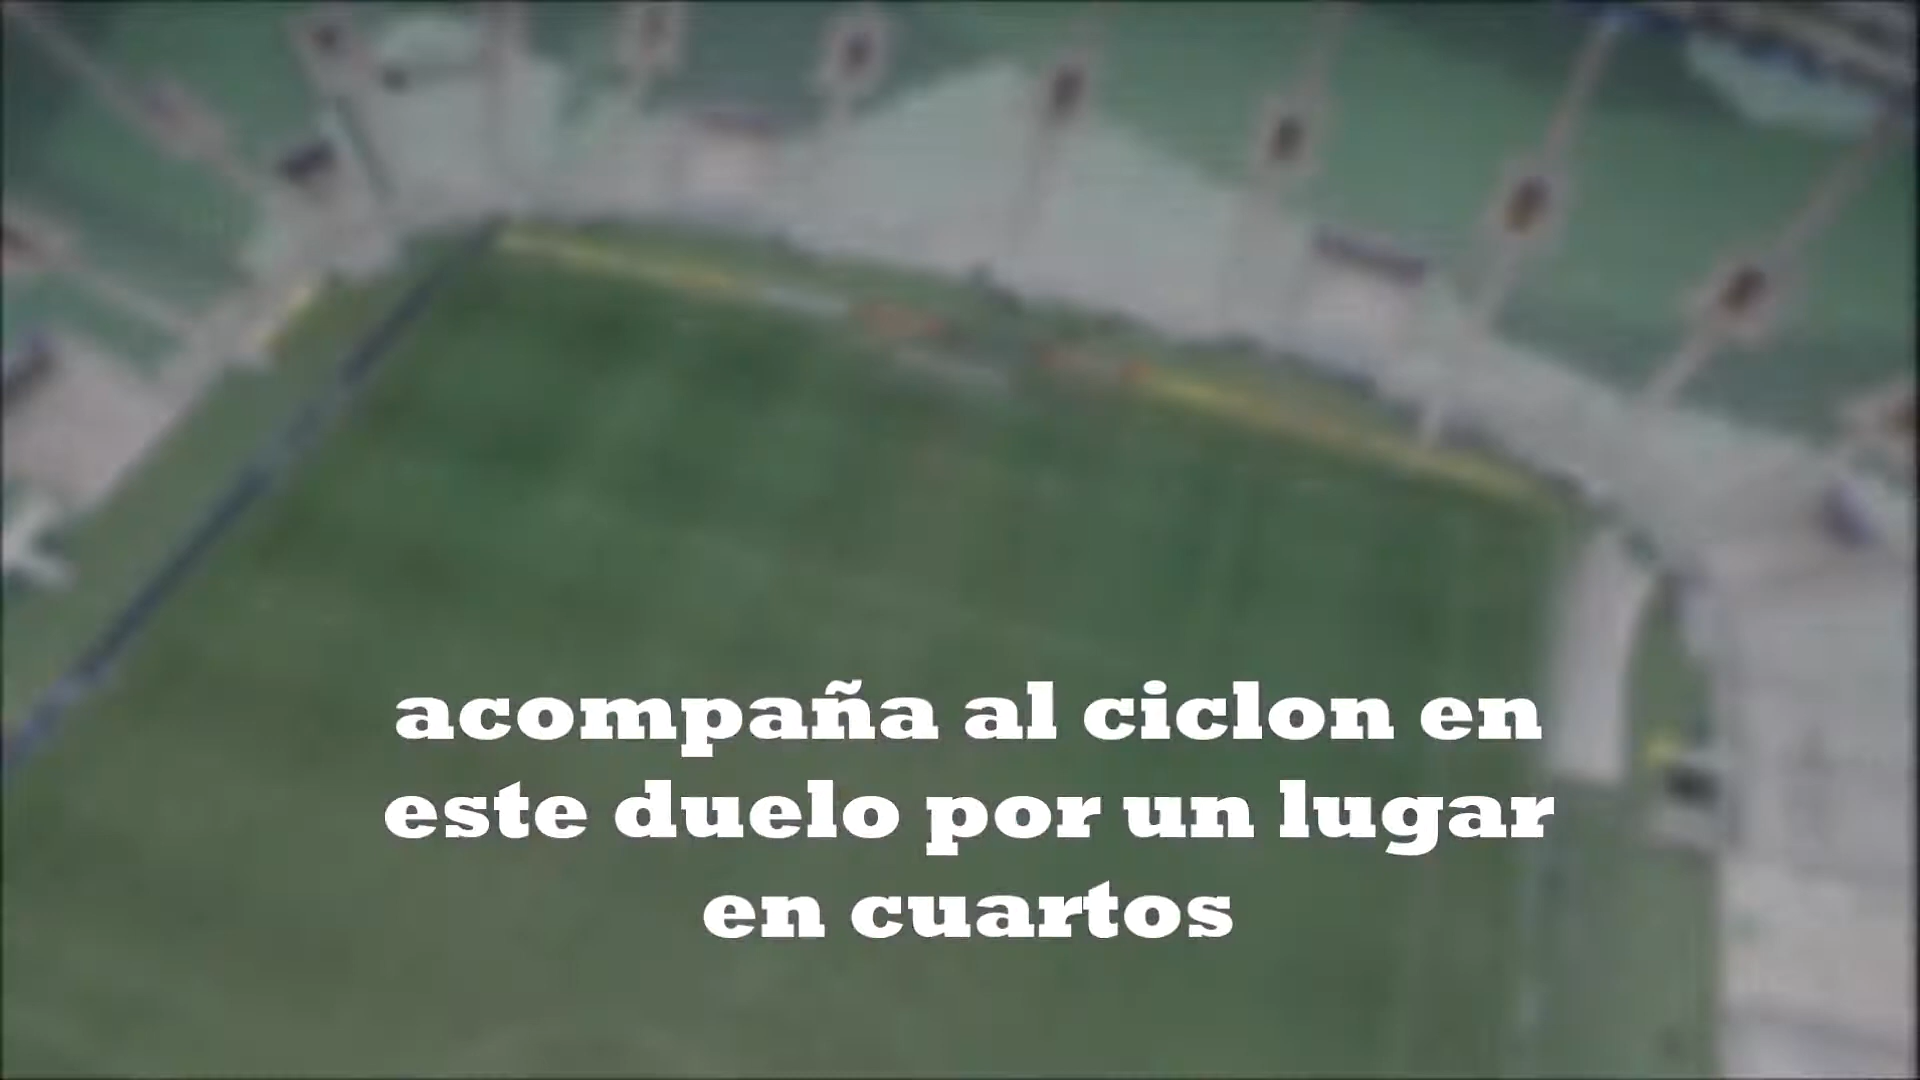 acompaña al ciclon en
este duelo por un lugar
en cuartos